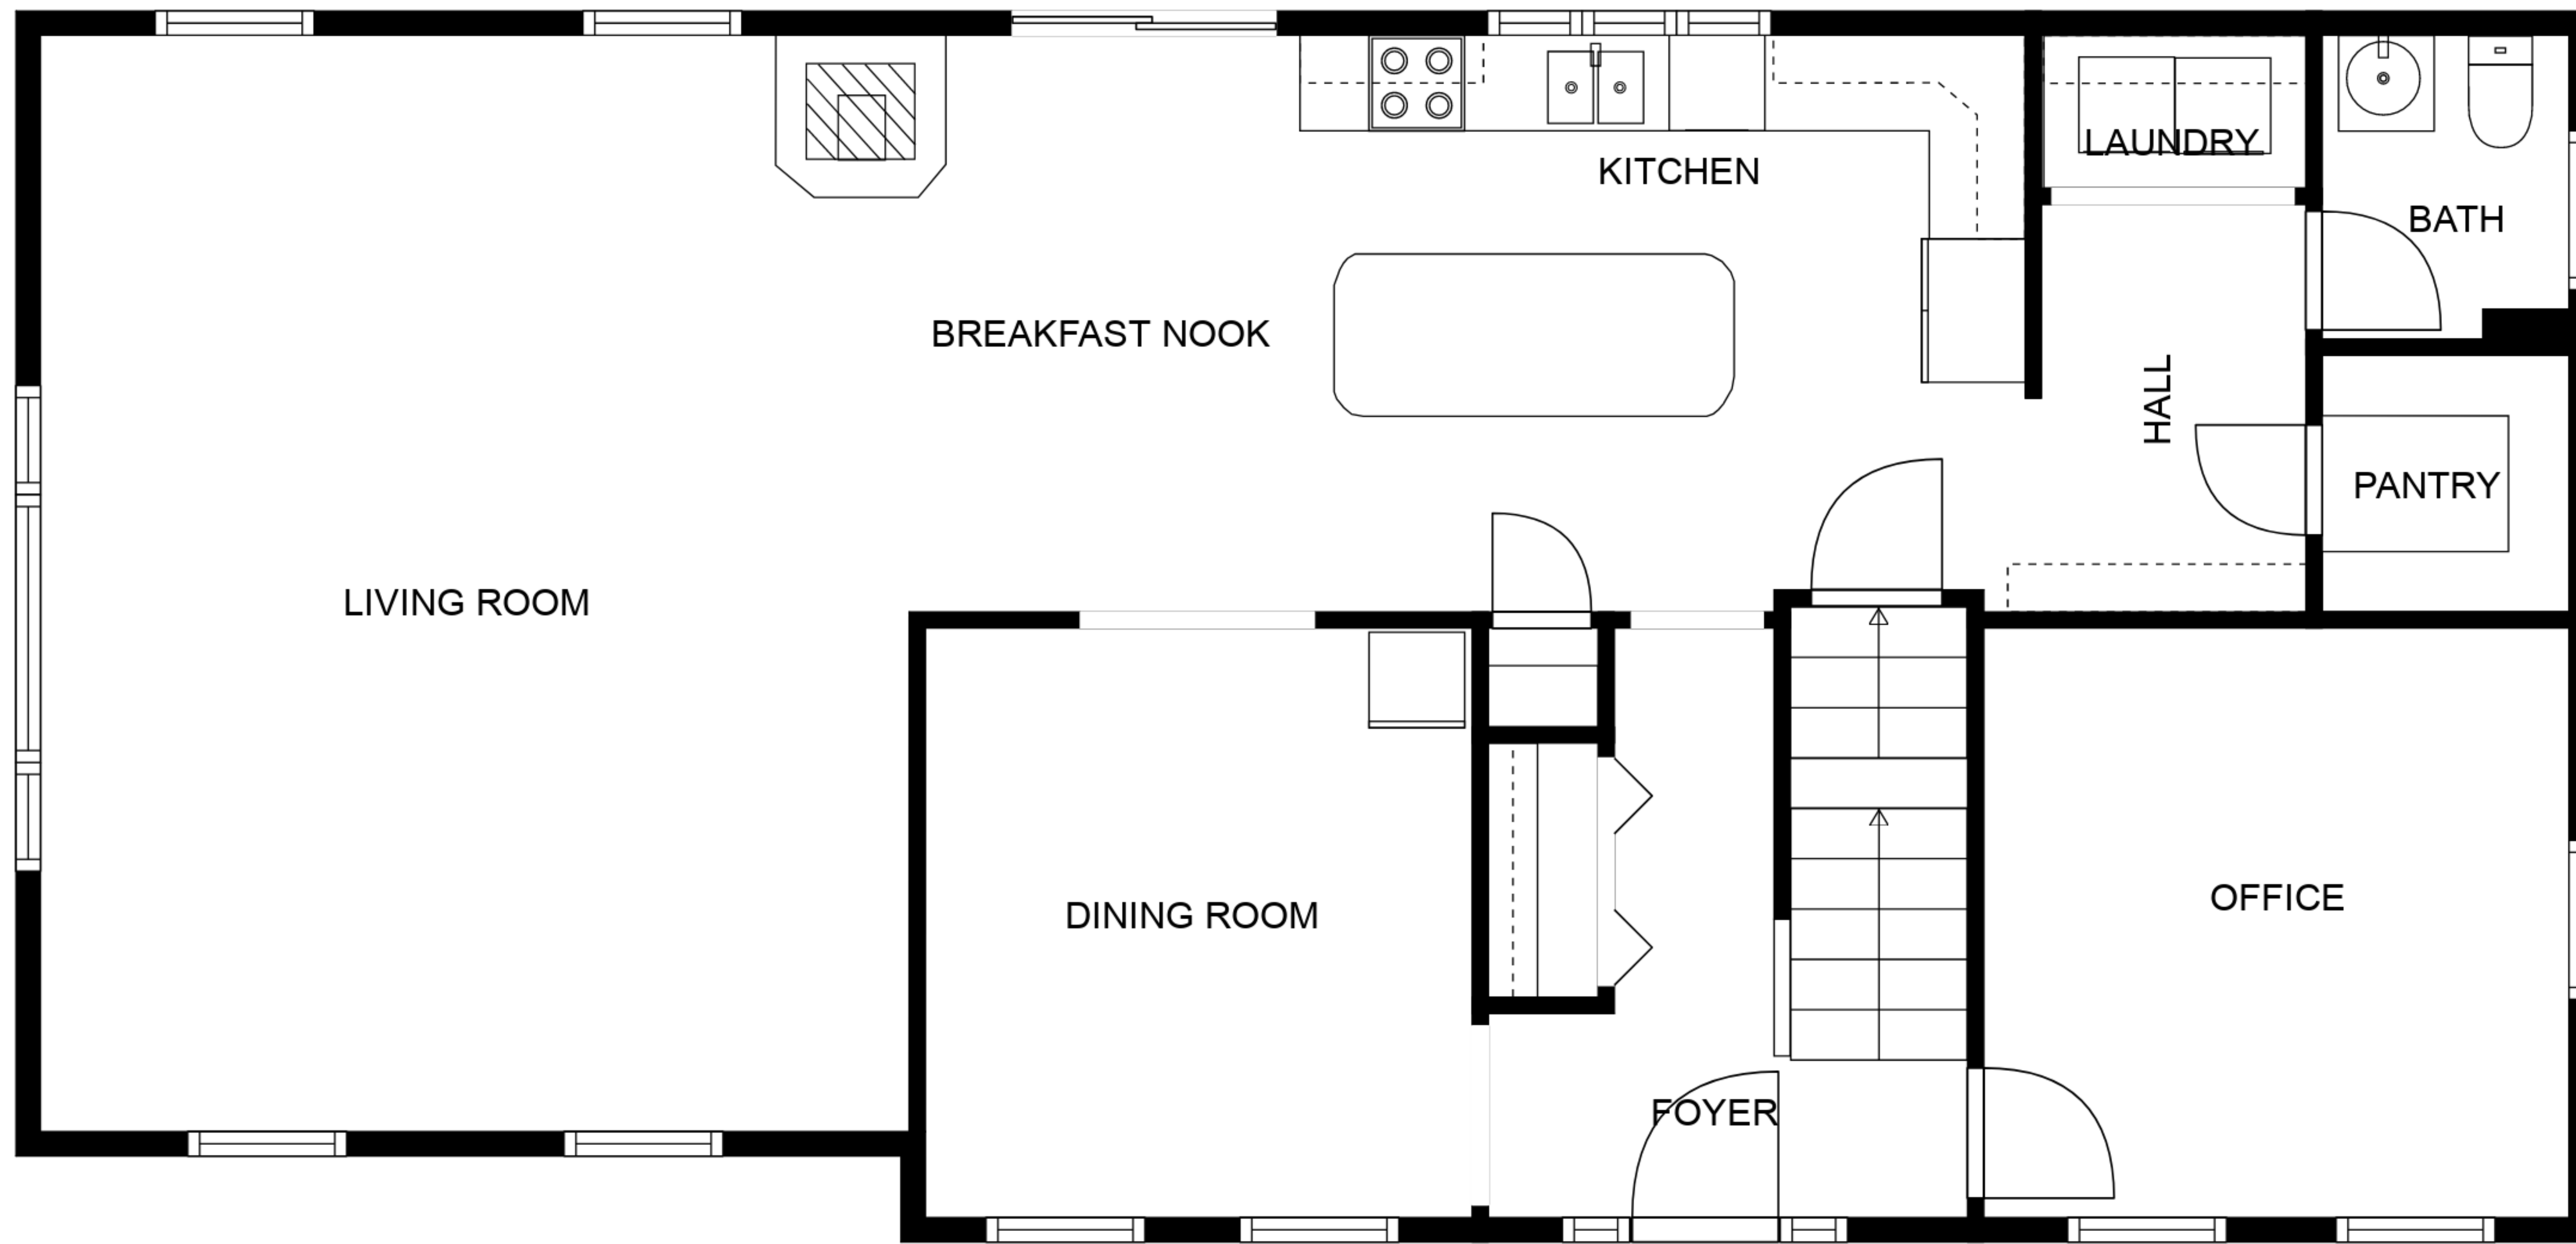 LAUNDRY
KITCHEN
BATH
BREAKFAST NOOK
HALL
PANTRY
LIVING ROOM
OFFICE
DINING ROOM
FOYER